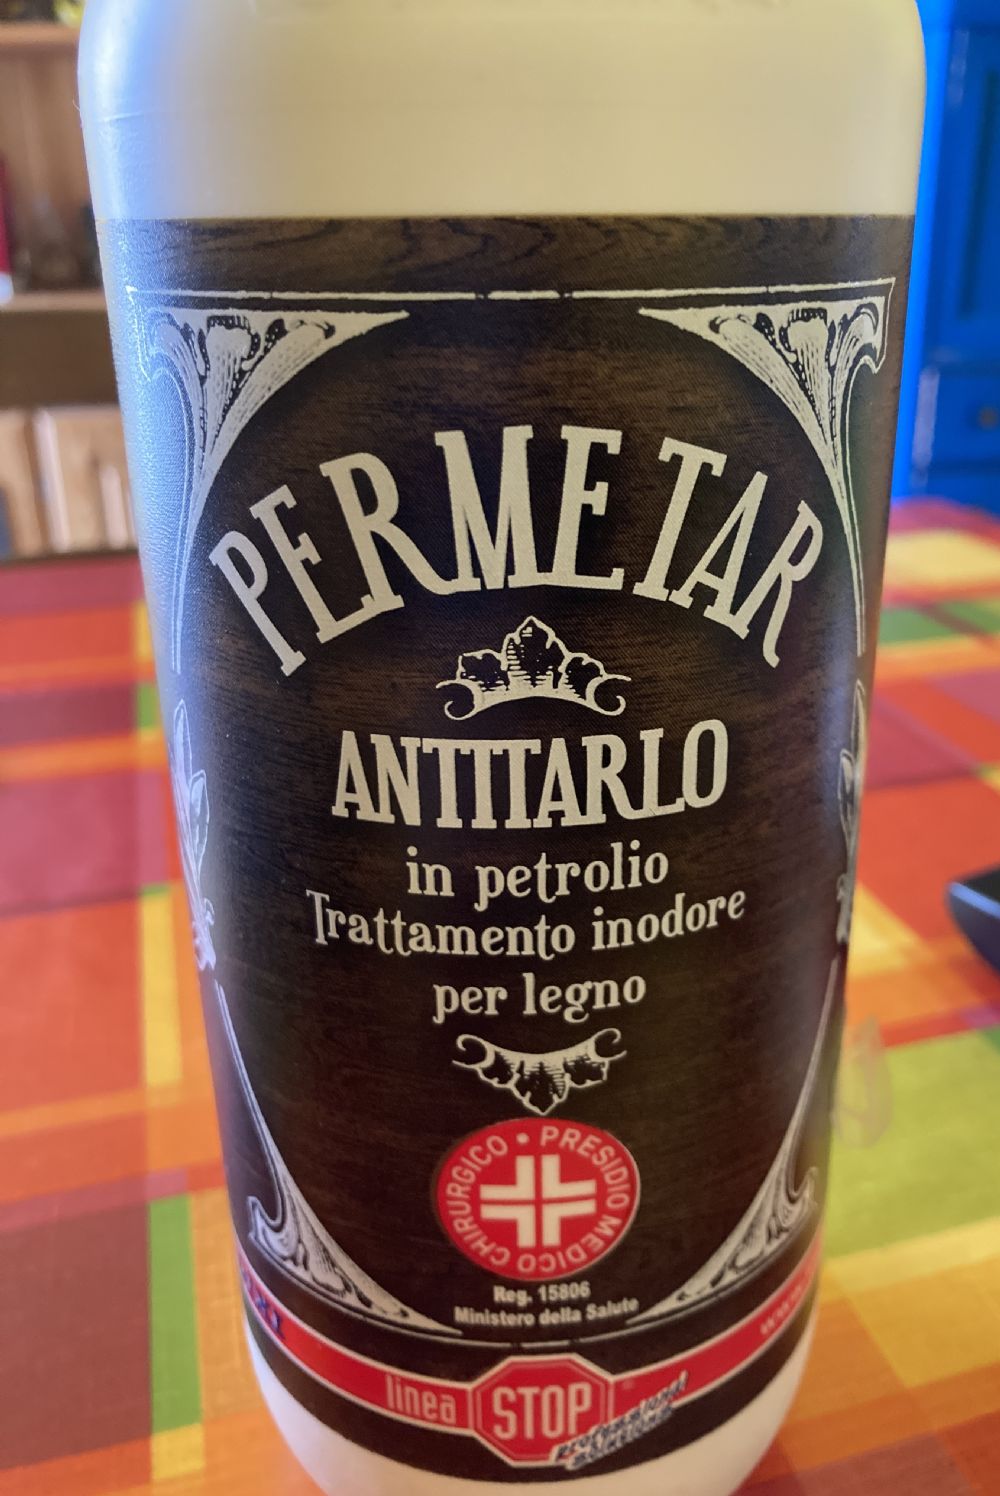 PERMETAR
ANTITARLO
in petrolio
Trattamento inodore
per legno
PRESIDIO MEDICO CHIRURGICO •
Reg. 15806
Ministero della Salute
linea STOP